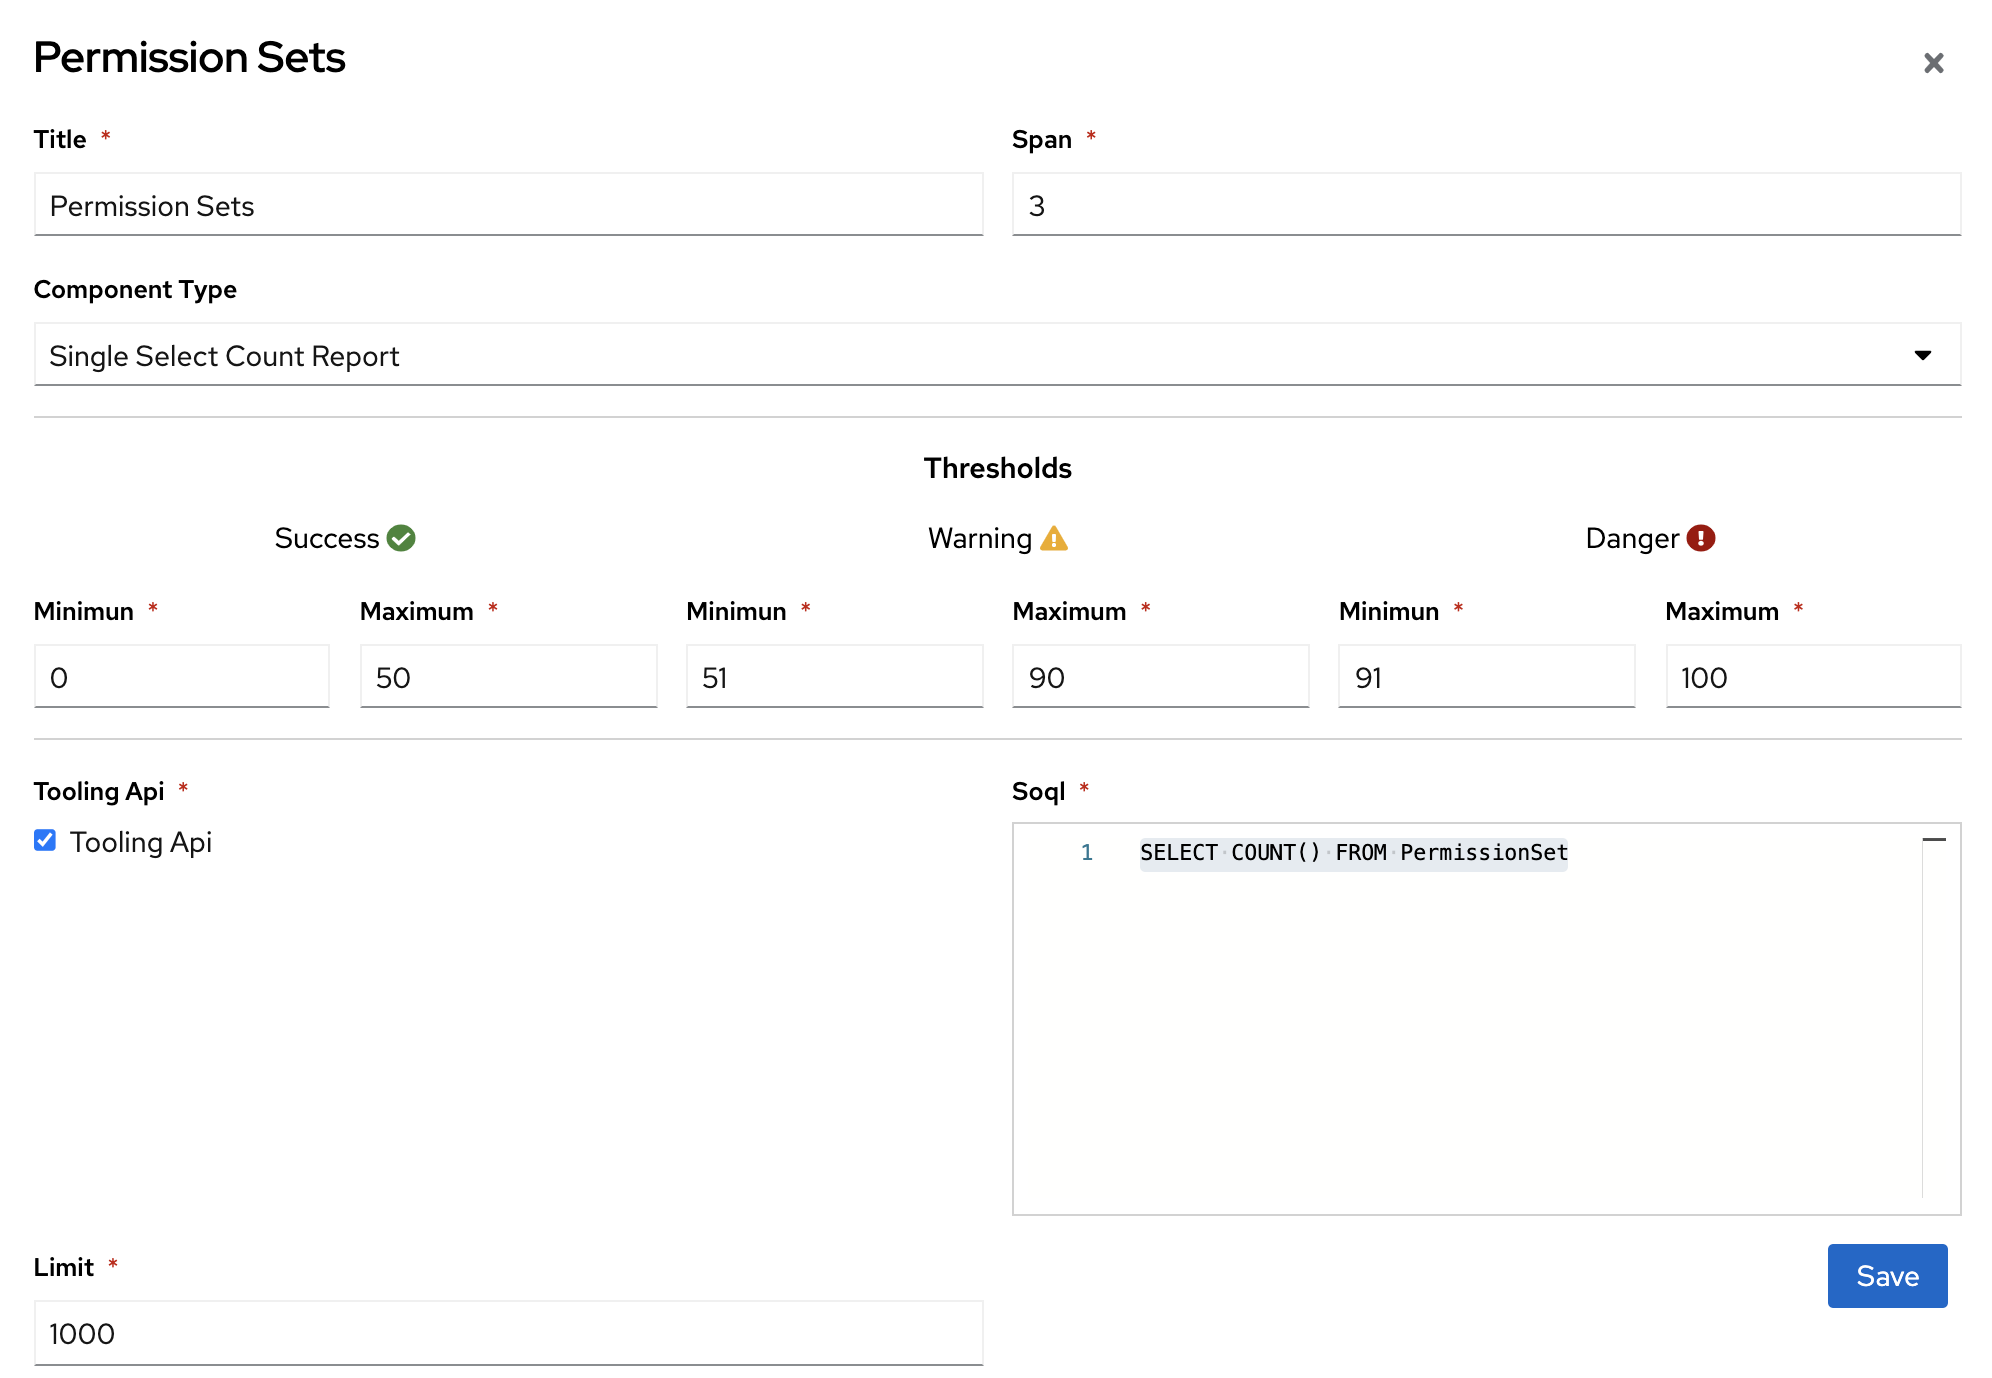 Permission Sets
Title *
Span *
Permission Sets
3
Component Type
Single Select Count Report
Thresholds
Success
Warning
Danger
Minimun * Maximum * Minimun * Maximum * Minimun * Maximum *
0 50 51 90 91 100
Tooling Api *
Soql *
Tooling Api
1 SELECT COUNT() FROM PermissionSet
Limit *
Save
1000